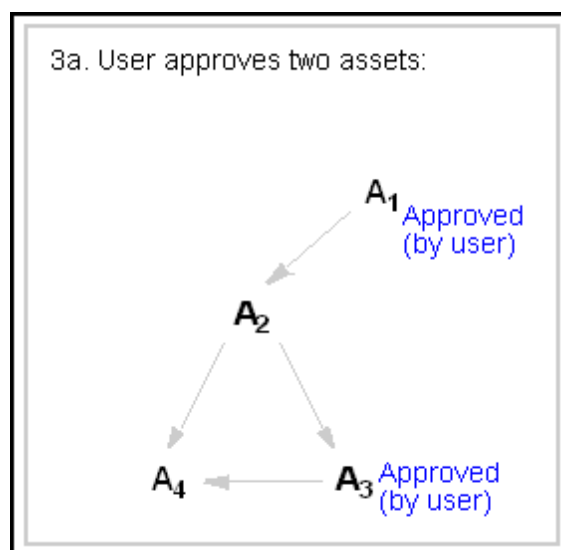 3a. User approves two assets:
A1 Approved
(by user)
A2
A4
A3 Approved
(by user)